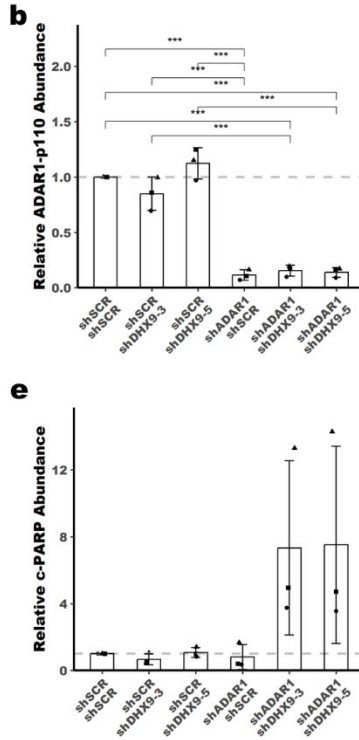 b
Relative ADAR1-p110 Abundance
***
***
***
***
***
***
***
2.0
1.5
1.0
0.5
0.0
shSCR shSCR
shSCR shDHX9-3
shSCR shDHX9-5
shADAR1 shSCR
shADAR1 shDHX9-3
shADAR1 shDHX9-5
e
Relative c-PARP Abundance
12
8
4
0
shSCR shSCR
shSCR shDHX9-3
shSCR shDHX9-5
shADAR1 shSCR
shADAR1 shDHX9-3
shADAR1 shDHX9-5